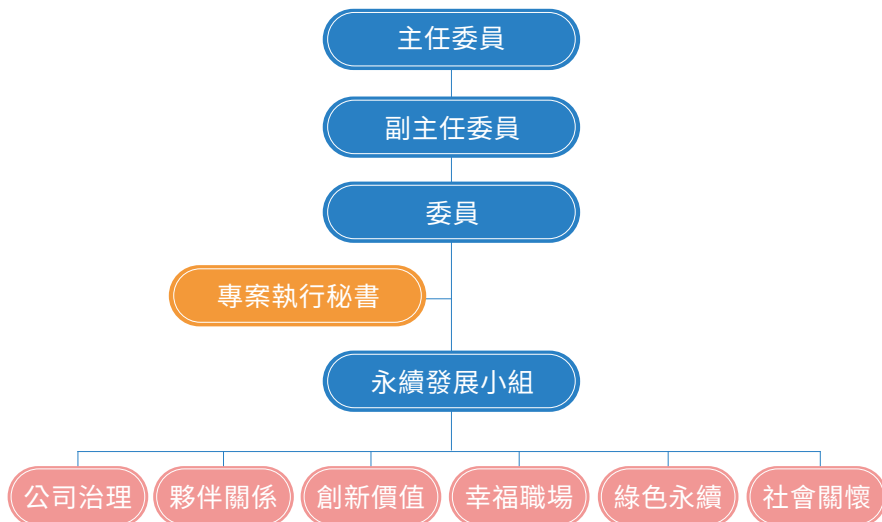 主任委員
副主任委員
委員
專案執行秘書
永續發展小組
公司治理
夥伴關係
創新價值
幸福職場
綠色永續
社會關懷